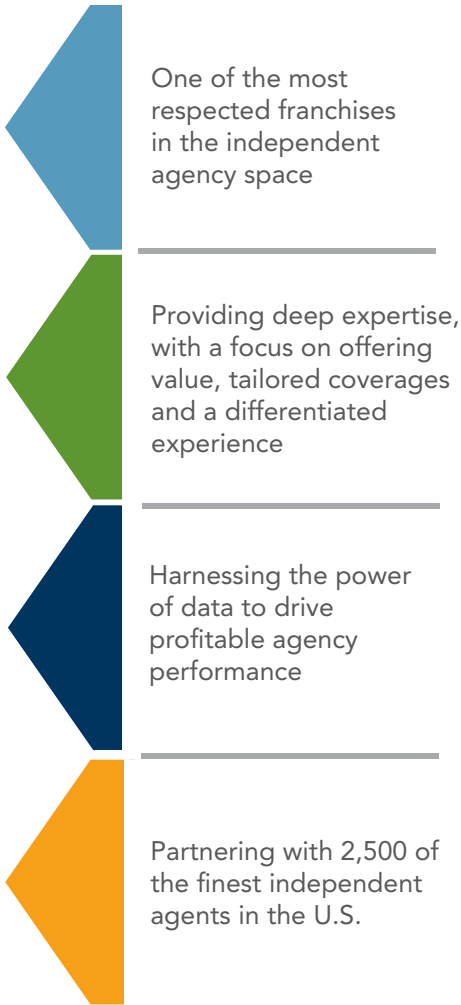 One of the most
respected franchises
in the independent
agency space
Providing deep expertise,
with a focus on offering
value, tailored coverages
and a differentiated
experience
Harnessing the power
of data to drive
profitable agency
performance
Partnering with 2,500 of
the finest independent
agents in the U.S.